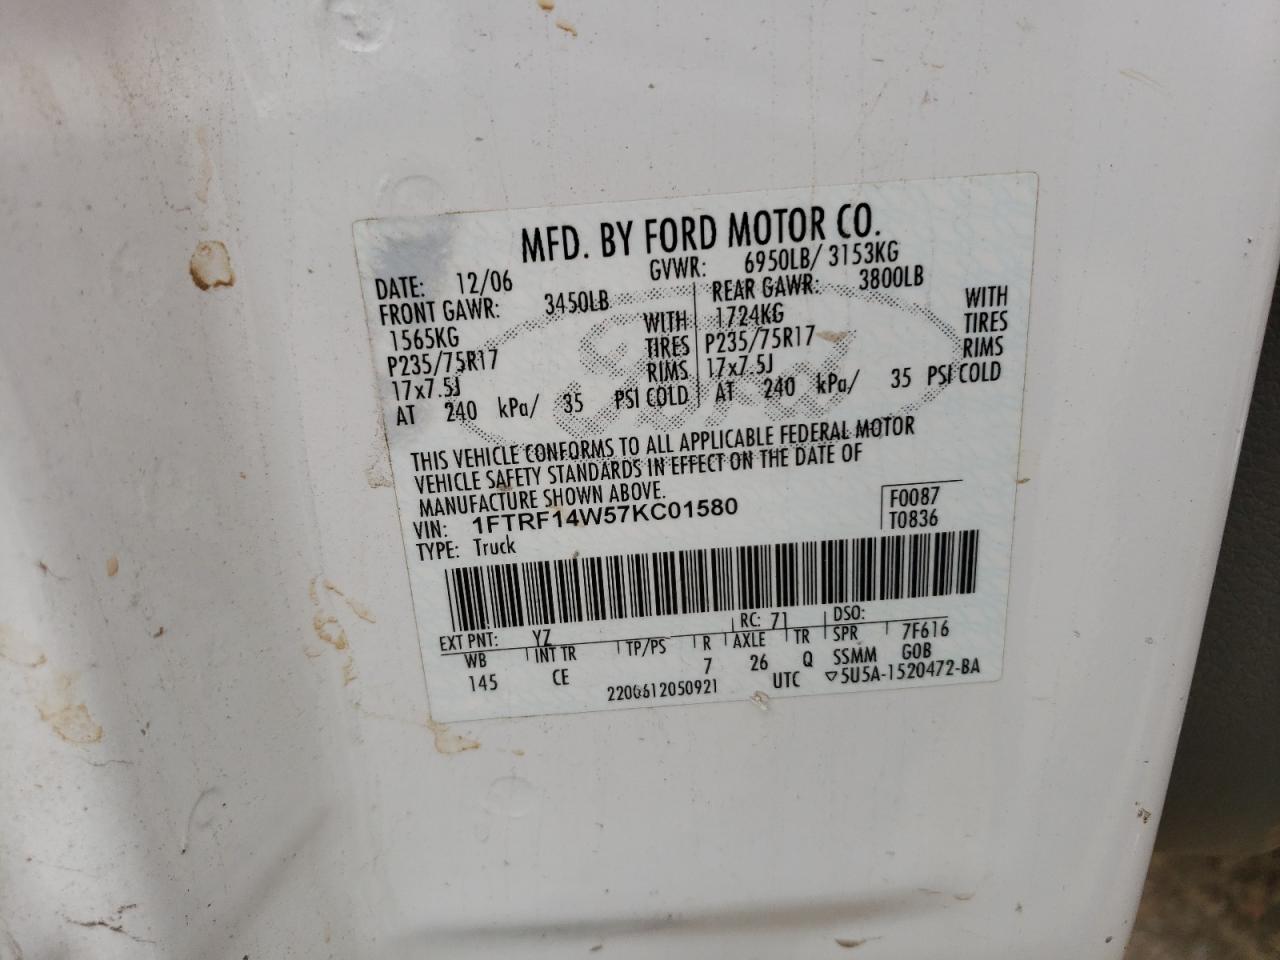 MFD. BY FORD MOTOR CO.
DATE: 12/06 GVWR: 6950LB/ 3153KG
FRONT GAWR: 3450LB REAR GAWR: 3800LB
1565KG WITH 1724KG WITH
P235/75R17 TIRES P235/75R17 TIRES
17x7.5J RIMS 17x7.5J RIMS
AT 240 kPa/ 35 PSI COLD AT 240 kPa/ 35 PSI COLD
THIS VEHICLE CONFORMS TO ALL APPLICABLE FEDERAL MOTOR
VEHICLE SAFETY STANDARDS IN EFFECT ON THE DATE OF
MANUFACTURE SHOWN ABOVE.
VIN: 1FTRF14W57KC01580 F0087
TYPE: Truck T0836
EXT PNT: YZ RC: 71 DSO:
WB INT TR TP/PS R AXLE TR SPR 7F616
145 CE 7 26 Q SSMM GOB
2200612050921 UTC ▽5U5A-1520472-BA